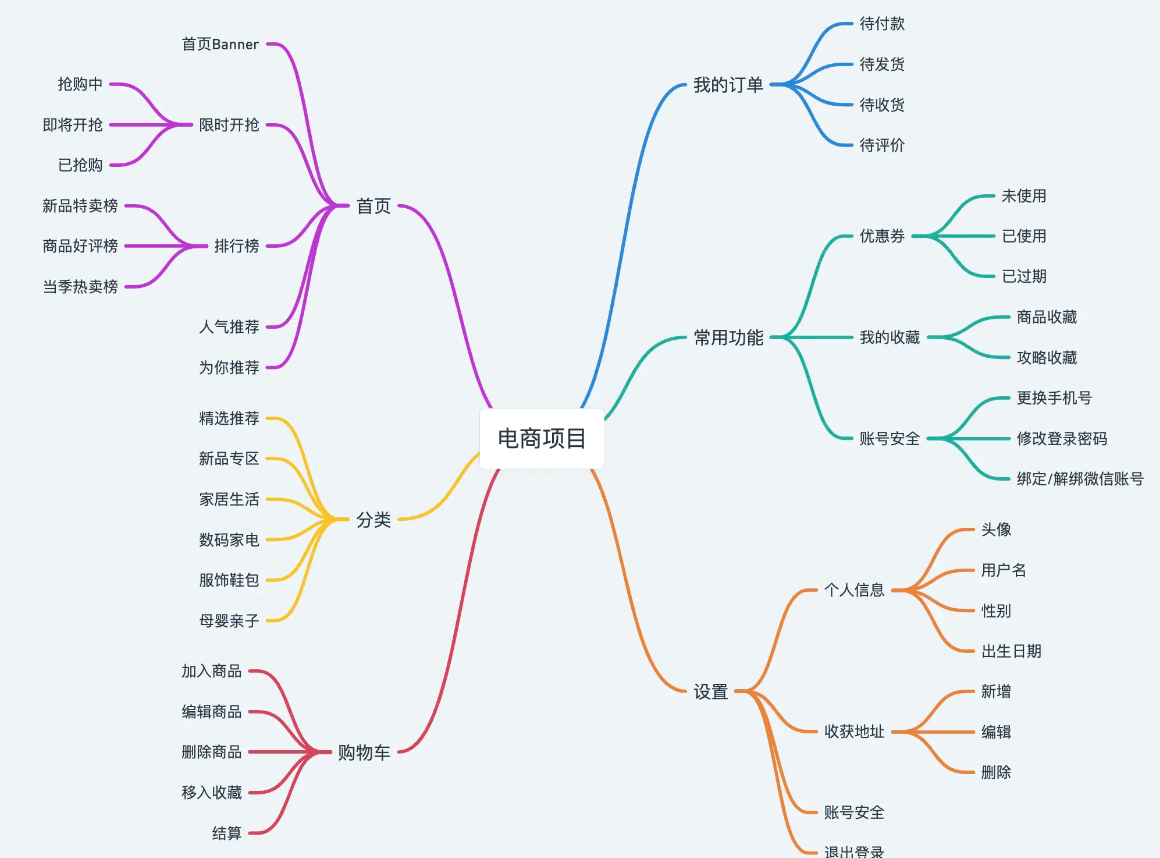 电商项目
首页
首页Banner
限时开抢
抢购中
即将开抢
已抢购
排行榜
新品特卖榜
商品好评榜
当季热卖榜
人气推荐
为你推荐
分类
精选推荐
新品专区
家居生活
数码家电
服饰鞋包
母婴亲子
购物车
加入商品
编辑商品
删除商品
移入收藏
结算
我的订单
待付款
待发货
待收货
待评价
常用功能
优惠券
未使用
已使用
已过期
我的收藏
商品收藏
攻略收藏
账号安全
更换手机号
修改登录密码
绑定/解绑微信账号
设置
个人信息
头像
用户名
性别
出生日期
收获地址
新增
编辑
删除
账号安全
退出登录